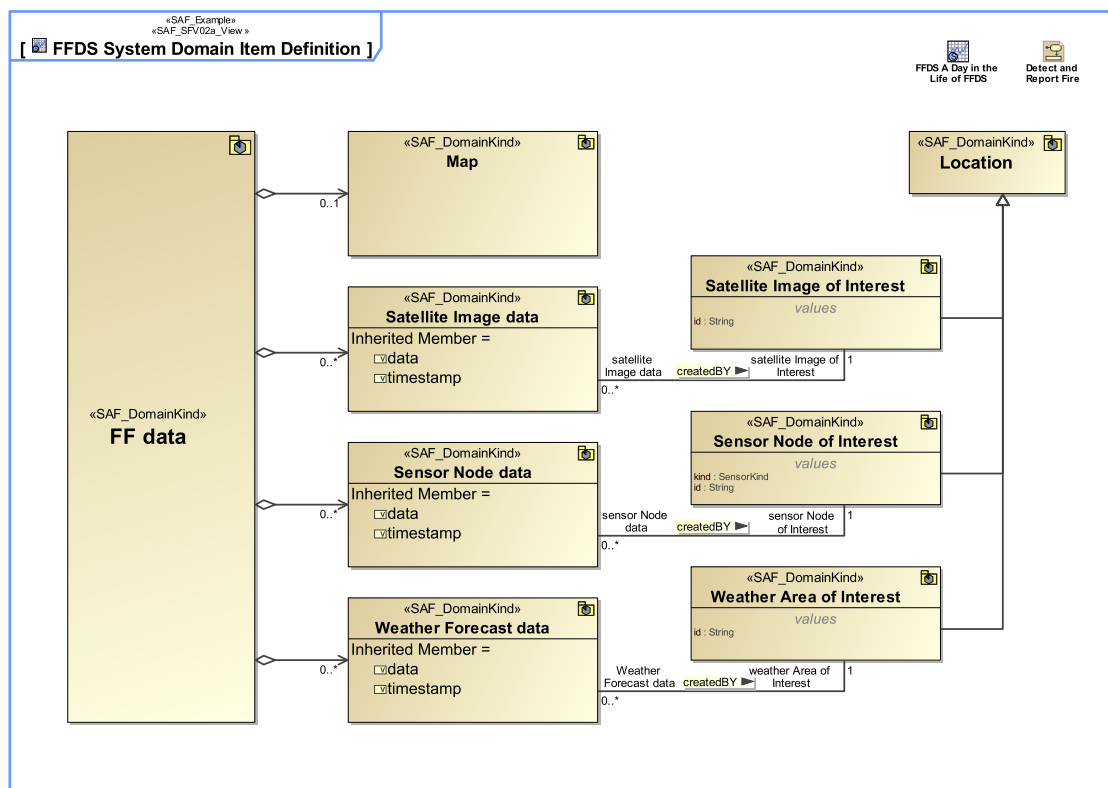 «SAF_Example»
«SAF_SFV02a_View »
[ FFDS System Domain Item Definition ]
FFDS A Day in the
Life of FFDS
Detect and
Report Fire
«SAF_DomainKind»
FF data
«SAF_DomainKind»
Map
0..1
«SAF_DomainKind»
Location
«SAF_DomainKind»
Satellite Image data
Inherited Member =
data
timestamp
0..*
«SAF_DomainKind»
Satellite Image of Interest
values
id : String
satellite
Image data
createdBY
satellite Image of
Interest
1
0..*
«SAF_DomainKind»
Sensor Node data
Inherited Member =
data
timestamp
0..*
«SAF_DomainKind»
Sensor Node of Interest
values
kind : SensorKind
id : String
sensor Node
data
createdBY
sensor Node
of Interest
1
0..*
«SAF_DomainKind»
Weather Forecast data
Inherited Member =
data
timestamp
0..*
«SAF_DomainKind»
Weather Area of Interest
values
id : String
Weather
Forecast data
createdBY
weather Area of
Interest
1
0..*